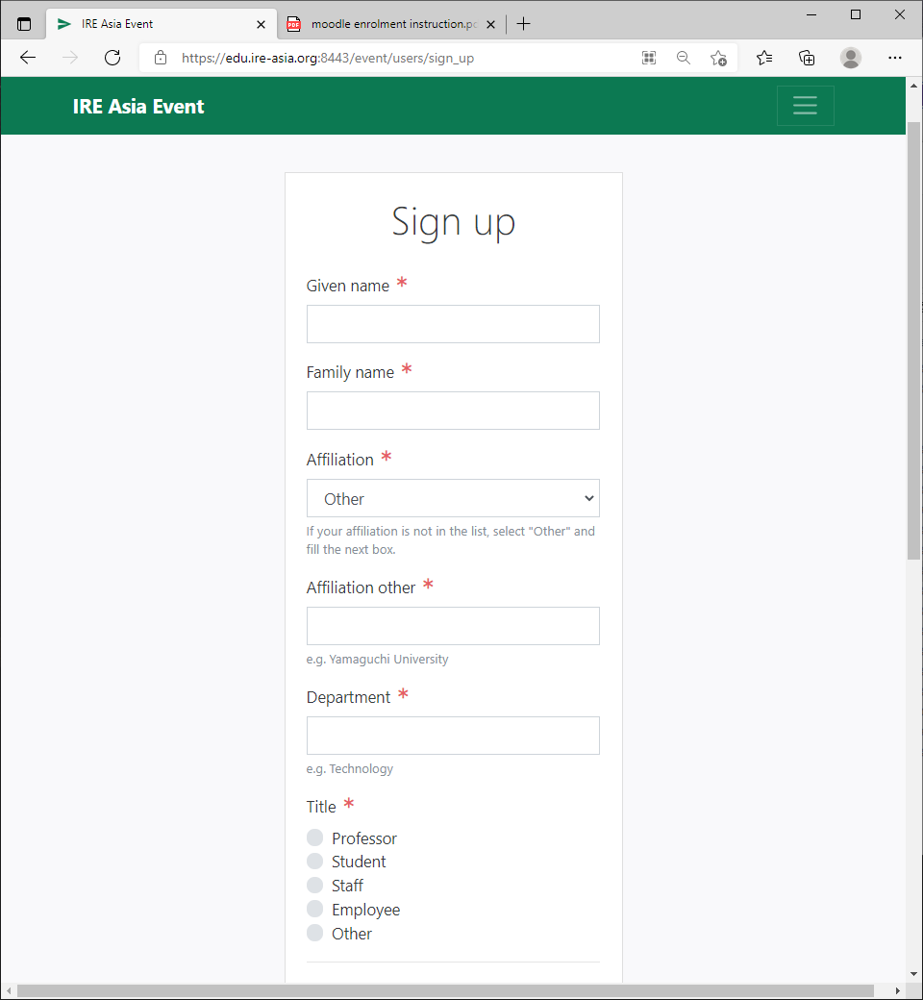 IRE Asia Event
moodle enrolment instruction.pd
https://edu.ire-asia.org:8443/event/users/sign_up
IRE Asia Event
Sign up
Given name *
Family name *
Affiliation *
Other
If your affiliation is not in the list, select "Other" and
fill the next box.
Affiliation other *
e.g. Yamaguchi University
Department *
e.g. Technology
Title *
Professor
Student
Staff
Employee
Other